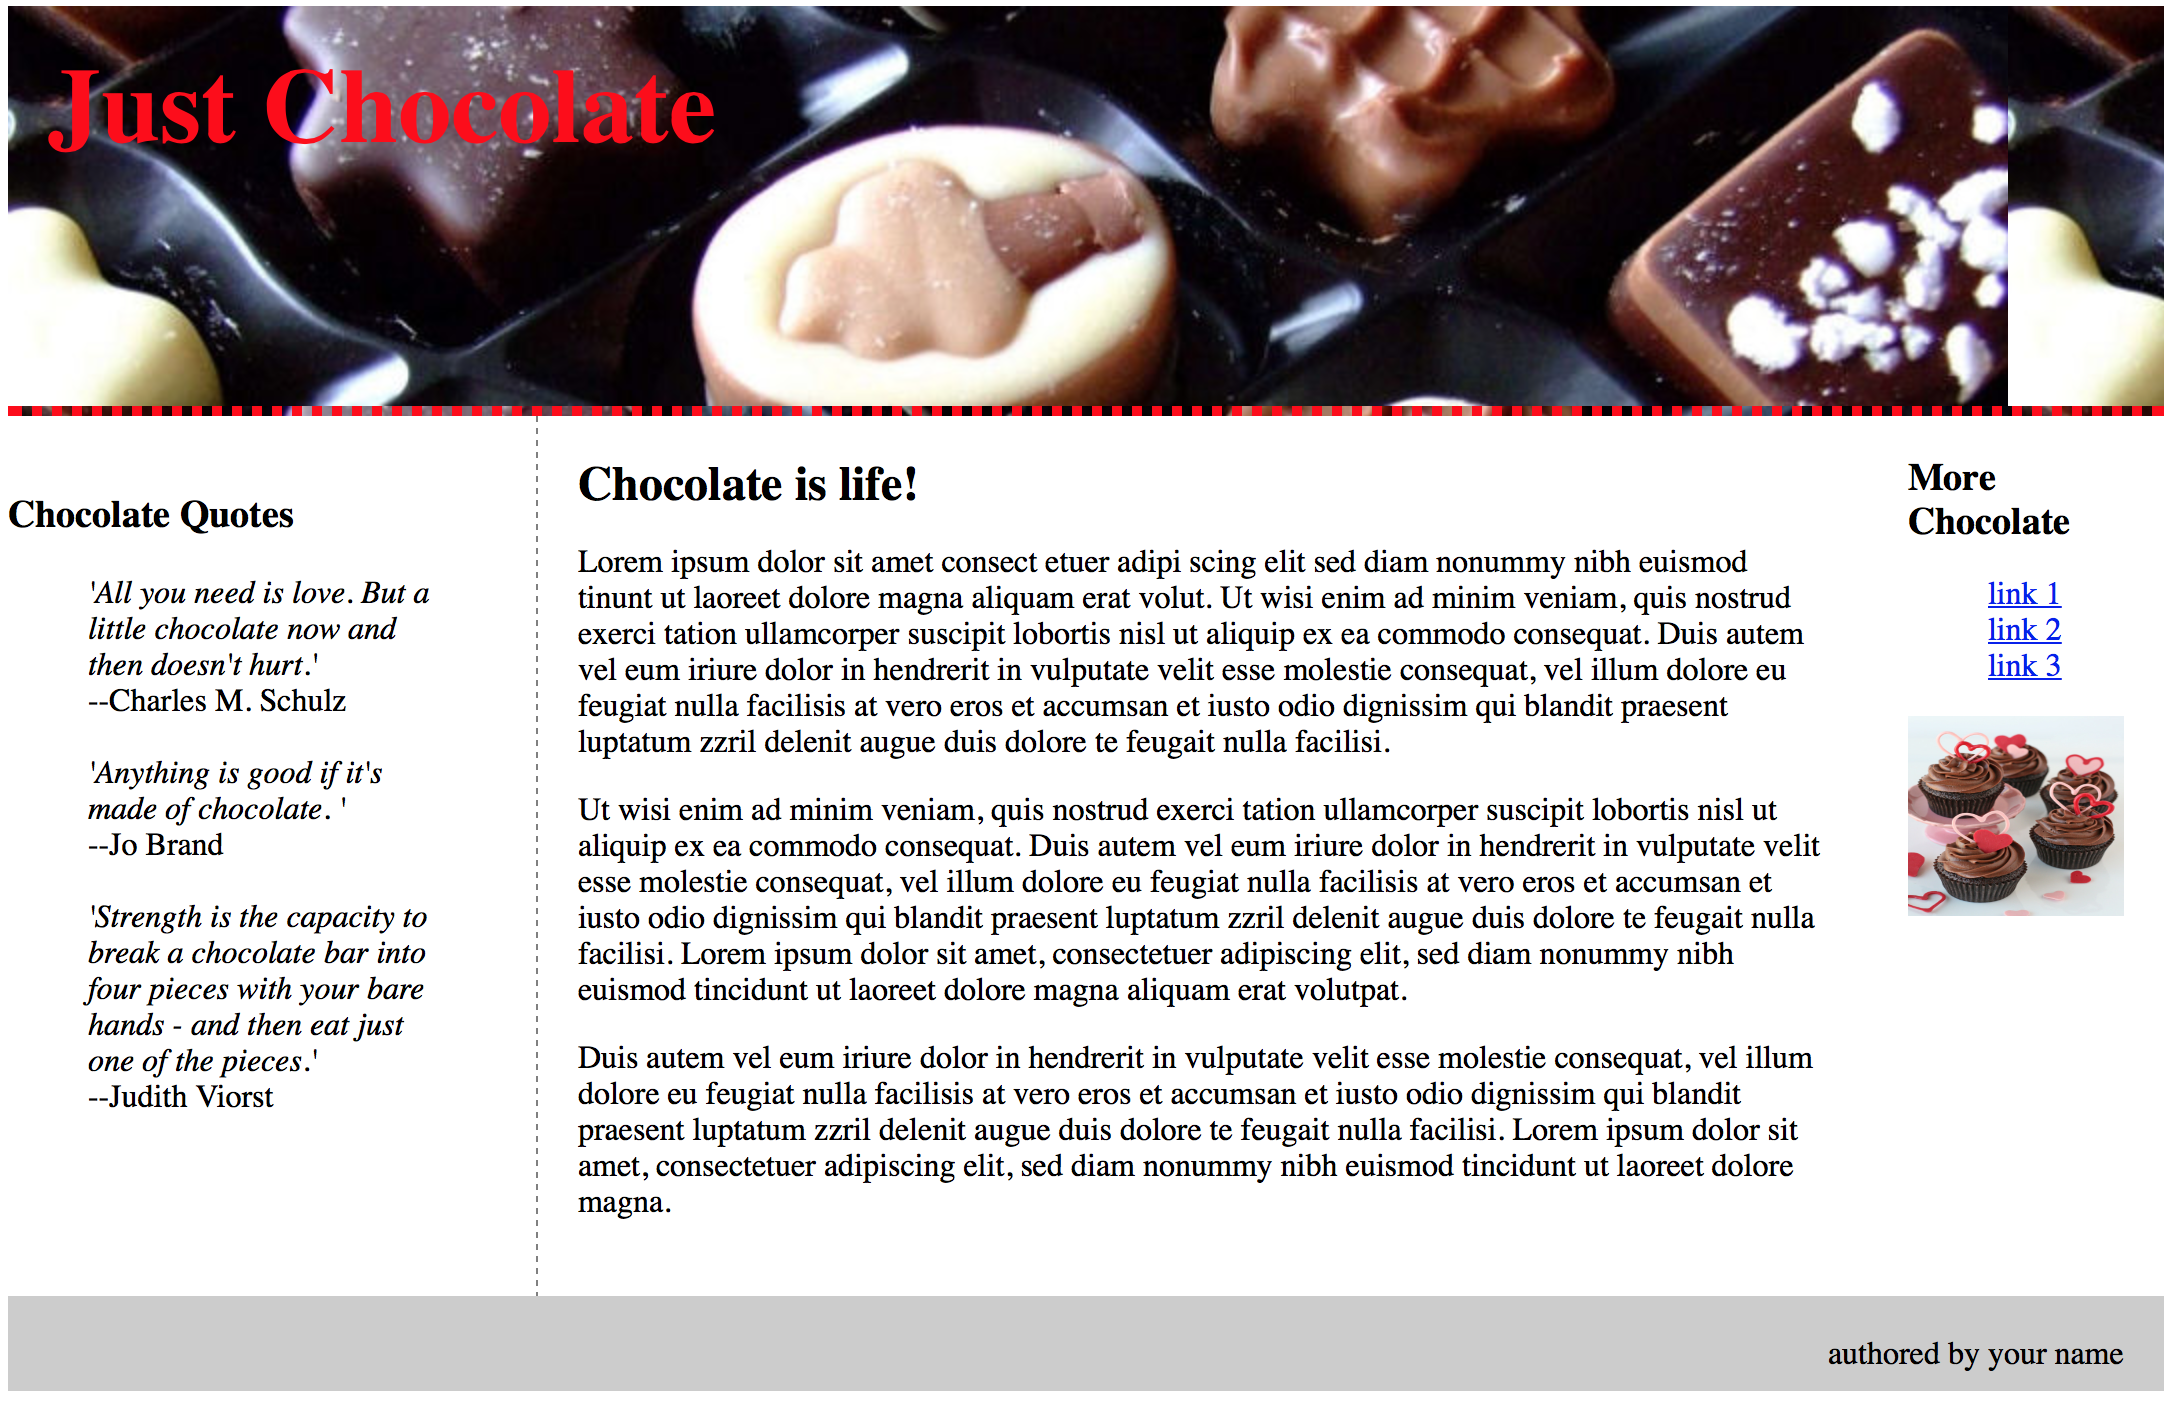 Just Chocolate
Chocolate Quotes
'All you need is love. But a
little chocolate now and
then doesn't hurt.'
--Charles M. Schulz
'Anything is good if it's
made of chocolate. '
--Jo Brand
'Strength is the capacity to
break a chocolate bar into
four pieces with your bare
hands - and then eat just
one of the pieces.'
--Judith Viorst
Chocolate is life!
Lorem ipsum dolor sit amet consect etuer adipi scing elit sed diam nonummy nibh euismod
tinunt ut laoreet dolore magna aliquam erat volut. Ut wisi enim ad minim veniam, quis nostrud
exerci tation ullamcorper suscipit lobortis nisl ut aliquip ex ea commodo consequat. Duis autem
vel eum iriure dolor in hendrerit in vulputate velit esse molestie consequat, vel illum dolore eu
feugiat nulla facilisis at vero eros et accumsan et iusto odio dignissim qui blandit praesent
luptatum zzril delenit augue duis dolore te feugait nulla facilisi.
Ut wisi enim ad minim veniam, quis nostrud exerci tation ullamcorper suscipit lobortis nisl ut
aliquip ex ea commodo consequat. Duis autem vel eum iriure dolor in hendrerit in vulputate velit
esse molestie consequat, vel illum dolore eu feugiat nulla facilisis at vero eros et accumsan et
iusto odio dignissim qui blandit praesent luptatum zzril delenit augue duis dolore te feugait nulla
facilisi. Lorem ipsum dolor sit amet, consectetuer adipiscing elit, sed diam nonummy nibh
euismod tincidunt ut laoreet dolore magna aliquam erat volutpat.
Duis autem vel eum iriure dolor in hendrerit in vulputate velit esse molestie consequat, vel illum
dolore eu feugiat nulla facilisis at vero eros et accumsan et iusto odio dignissim qui blandit
praesent luptatum zzril delenit augue duis dolore te feugait nulla facilisi. Lorem ipsum dolor sit
amet, consectetuer adipiscing elit, sed diam nonummy nibh euismod tincidunt ut laoreet dolore
magna.
More
Chocolate
link 1
link 2
link 3
authored by your name